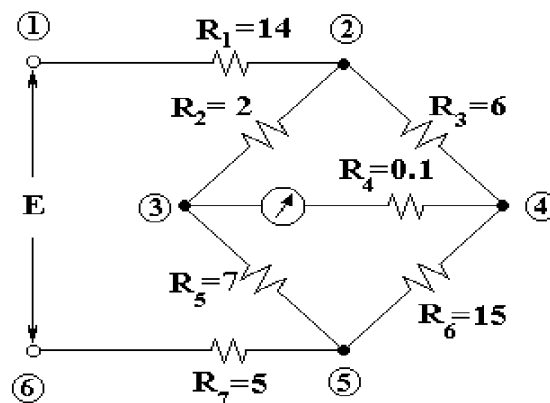 ① R1=14 ②
R2= 2 R3=6
R4=0.1
E ③ ④
R5=7 R6=15
⑥ R7=5 ⑤